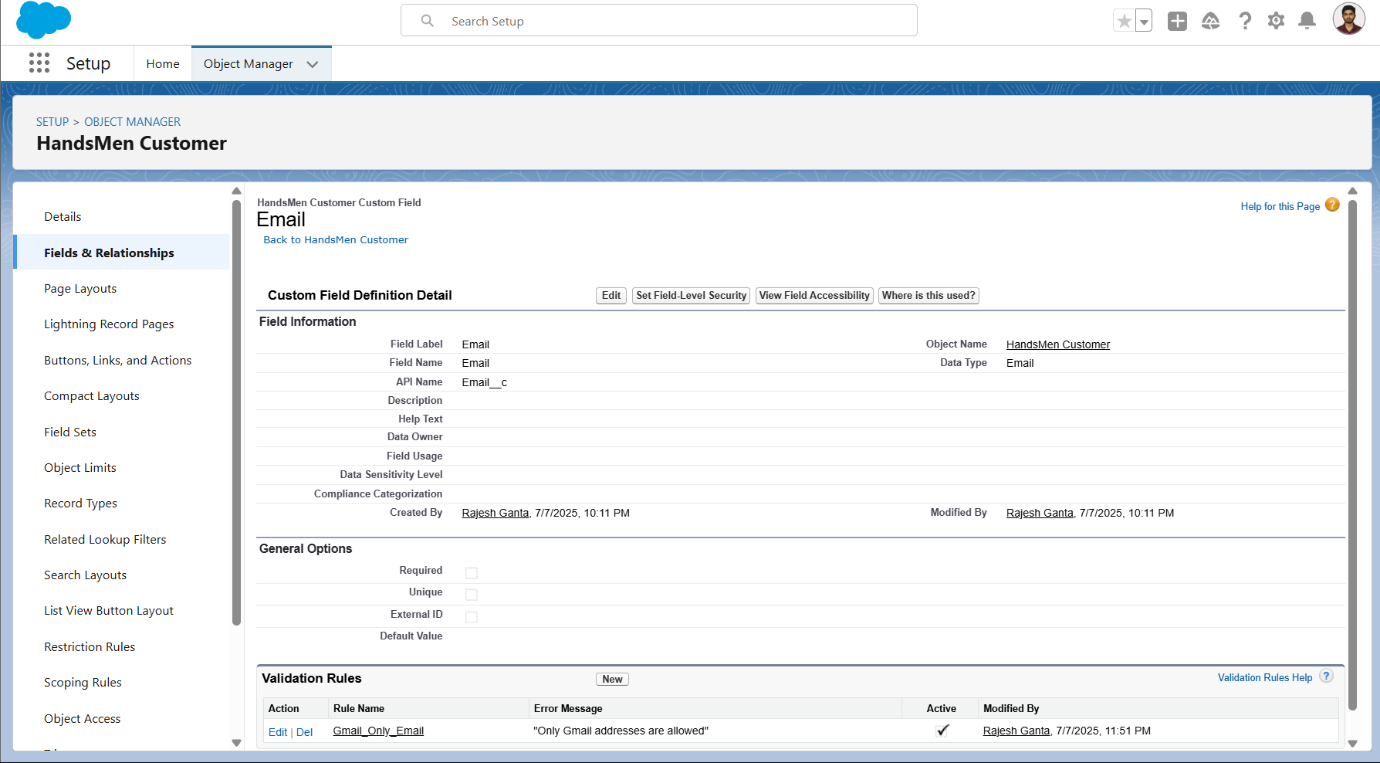 Search Setup
Setup
Home
Object Manager
SETUP > OBJECT MANAGER
HandsMen Customer
Details
Fields & Relationships
Page Layouts
Lightning Record Pages
Buttons, Links, and Actions
Compact Layouts
Field Sets
Object Limits
Record Types
Related Lookup Filters
Search Layouts
List View Button Layout
Restriction Rules
Scoping Rules
Object Access
HandsMen Customer Custom Field
Email
Back to HandsMen Customer
Help for this Page ?
Custom Field Definition Detail Edit Set Field-Level Security View Field Accessibility Where is this used?
Field Information
Field Label Email Object Name HandsMen Customer
Field Name Email Data Type Email
API Name Email__c
Description
Help Text
Data Owner
Field Usage
Data Sensitivity Level
Compliance Categorization
Created By Rajesh Ganta, 7/7/2025, 10:11 PM Modified By Rajesh Ganta, 7/7/2025, 10:11 PM
General Options
Required
Unique
External ID
Default Value
Validation Rules New Validation Rules Help ?
Action Rule Name Error Message Active Modified By
Edit | Del Gmail_Only_Email "Only Gmail addresses are allowed" Rajesh Ganta, 7/7/2025, 11:51 PM